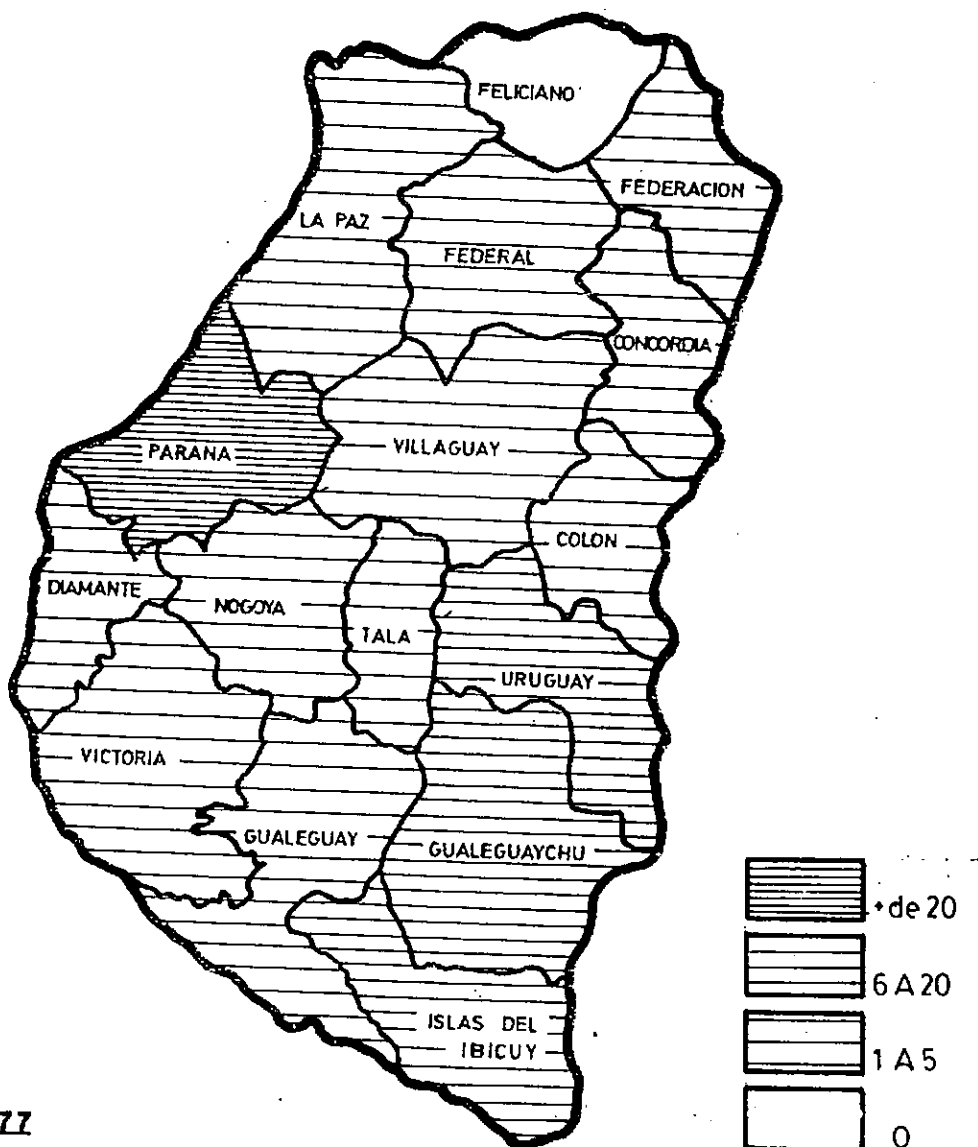 FELICIANO
FEDERACION
LA PAZ
FEDERAL
CONCORDIA
PARANA
VILLAGUAY
COLON
DIAMANTE
NOGOYA
TALA
URUGUAY
VICTORIA
GUALEGUAY
GUALEGUAYCHU
ISLAS DEL
IBICUY
+de 20
6 A 20
1 A 5
0
77